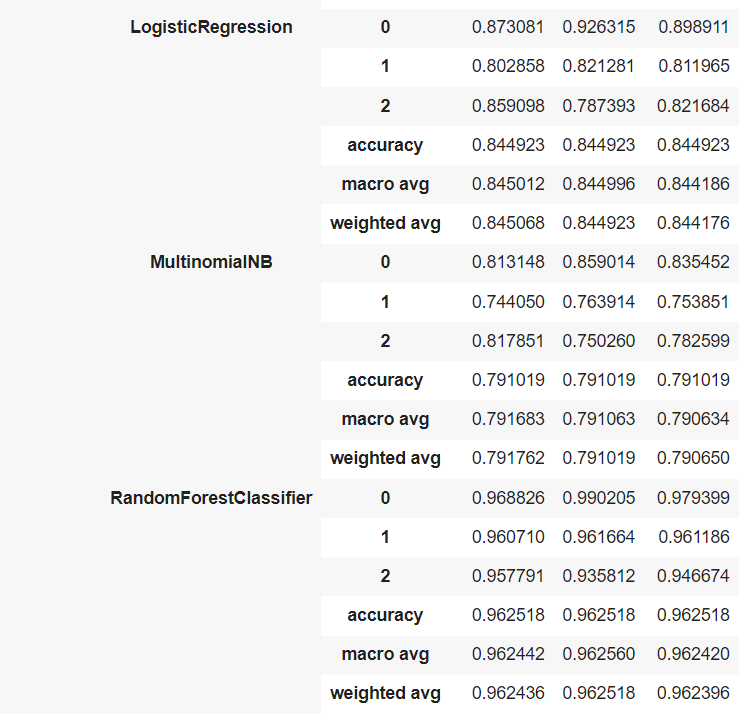 LogisticRegression 0 0.873081 0.926315 0.898911
1 0.802858 0.821281 0.811965
2 0.859098 0.787393 0.821684
accuracy 0.844923 0.844923 0.844923
macro avg 0.845012 0.844996 0.844186
weighted avg 0.845068 0.844923 0.844176
MultinomialNB 0 0.813148 0.859014 0.835452
1 0.744050 0.763914 0.753851
2 0.817851 0.750260 0.782599
accuracy 0.791019 0.791019 0.791019
macro avg 0.791683 0.791063 0.790634
weighted avg 0.791762 0.791019 0.790650
RandomForestClassifier 0 0.968826 0.990205 0.979399
1 0.960710 0.961664 0.961186
2 0.957791 0.935812 0.946674
accuracy 0.962518 0.962518 0.962518
macro avg 0.962442 0.962560 0.962420
weighted avg 0.962436 0.962518 0.962396